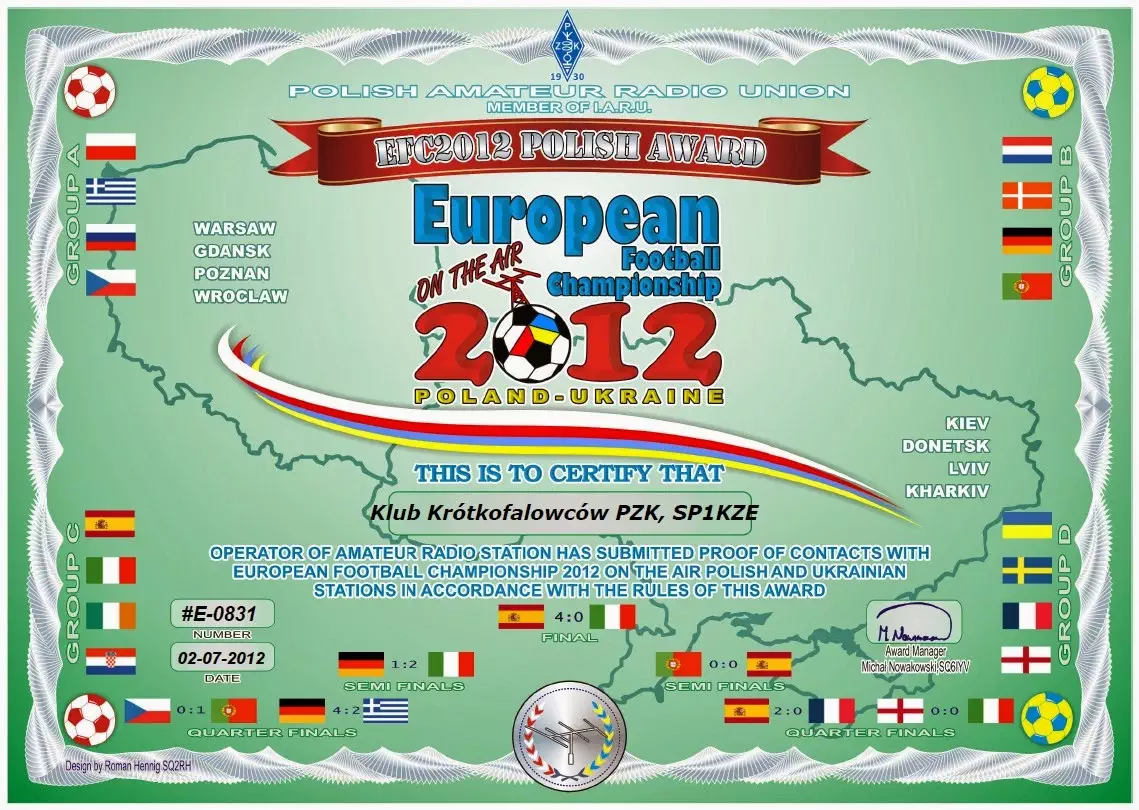 P
Z K
K
19 30
POLISH AMATEUR RADIO UNION
MEMBER OF I.A.R.U.
EFC2012 POLISH AWARD
GROUP A
GROUP B
European
Football
Championship
ON THE AIR
2012
POLAND-UKRAINE
WARSAW
GDANSK
POZNAN
WROCLAW
KIEV
DONETSK
LVIV
KHARKIV
THIS IS TO CERTIFY THAT
Klub Krótkofalowców PZK, SP1KZE
OPERATOR OF AMATEUR RADIO STATION HAS SUBMITTED PROOF OF CONTACTS WITH
EUROPEAN FOOTBALL CHAMPIONSHIP 2012 ON THE AIR POLISH AND UKRAINIAN
STATIONS IN ACCORDANCE WITH THE RULES OF THIS AWARD
GROUP C
GROUP D
#E-0831
NUMBER
02-07-2012
DATE
4:0
FINAL
M Nowakowski
Award Manager
Michał Nowakowski,SQ6IYV
1:2
SEMI FINALS
0:0
SEMI FINALS
0:1
4:2
QUARTER FINALS
2:0
0:0
QUARTER FINALS
Design by Roman Hennig SQ2RH